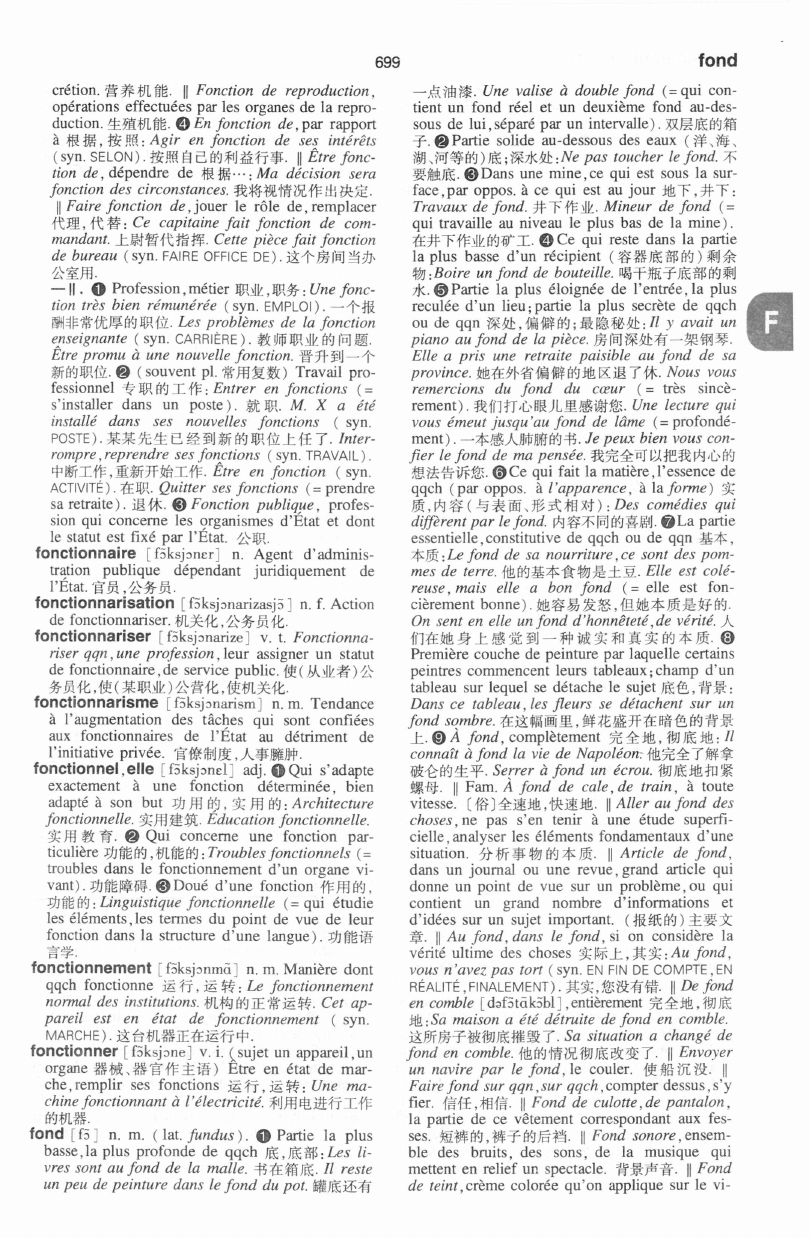 699
fond
crétion. 营养机能. ‖ Fonction de reproduction,
opérations effectuées par les organes de la repro-
duction. 生殖机能. ❹ En fonction de, par rapport
à 根据, 按照: Agir en fonction de ses intérêts
(syn. SELON). 按照自己的利益行事. ‖ Être fonc-
tion de, dépendre de 根据…: Ma décision sera
fonction des circonstances. 我将视情况作出决定.
‖ Faire fonction de, jouer le rôle de, remplacer
代理, 代替: Ce capitaine fait fonction de com-
mandant. 上尉暂代指挥. Cette pièce fait fonction
de bureau (syn. FAIRE OFFICE DE). 这个房间当办
公室用.
—Ⅱ. ❶ Profession, métier 职业, 职务: Une fonc-
tion très bien rémunérée (syn. EMPLOI). 一个报
酬非常优厚的职位. Les problèmes de la fonction
enseignante (syn. CARRIÈRE). 教师职业的问题.
Être promu à une nouvelle fonction. 晋升到一个
新的职位. ❷ (souvent pl. 常用复数) Travail pro-
fessionnel 专职的工作: Entrer en fonctions (=
s'installer dans un poste). 就职. M. X a été
installé dans ses nouvelles fonctions (syn.
POSTE). 某某先生已经到新的职位上任了. Inter-
rompre, reprendre ses fonctions (syn. TRAVAIL).
中断工作, 重新开始工作. Être en fonction (syn.
ACTIVITÉ). 在职. Quitter ses fonctions (= prendre
sa retraite). 退休. ❸ Fonction publique, profes-
sion qui concerne les organismes d'État et dont
le statut est fixé par l'État. 公职.
fonctionnaire [fɔ̃ksjɔnɛr] n. Agent d'adminis-
tration publique dépendant juridiquement de
l'État. 官员, 公务员.
fonctionnarisation [fɔ̃ksjɔnarizasjɔ̃] n. f. Action
de fonctionnariser. 机关化, 公务员化.
fonctionnariser [fɔ̃ksjɔnarize] v. t. Fonctionna-
riser qqn, une profession, leur assigner un statut
de fonctionnaire, de service public. 使(从业者)公
务员化, 使(某职业)公营化, 使机关化.
fonctionnarisme [fɔ̃ksjɔnarism] n. m. Tendance
à l'augmentation des tâches qui sont confiées
aux fonctionnaires de l'État au détriment de
l'initiative privée. 官僚制度, 人事臃肿.
fonctionnel, elle [fɔ̃ksjɔnɛl] adj. ❶ Qui s'adapte
exactement à une fonction déterminée, bien
adapté à son but 功用的, 实用的: Architecture
fonctionnelle. 实用建筑. Éducation fonctionnelle.
实用教育. ❷ Qui concerne une fonction par-
ticulière 功能的, 机能的: Troubles fonctionnels (=
troubles dans le fonctionnement d'un organe vi-
vant). 功能障碍. ❸ Doué d'une fonction 作用的,
功能的: Linguistique fonctionnelle (= qui étudie
les éléments, les termes du point de vue de leur
fonction dans la structure d'une langue). 功能语
言学.
fonctionnement [fɔ̃ksjɔnmɑ̃] n. m. Manière dont
qqch fonctionne 运行, 运转: Le fonctionnement
normal des institutions. 机构的正常运转. Cet ap-
pareil est en état de fonctionnement (syn.
MARCHE). 这台机器正在运行中.
fonctionner [fɔ̃ksjɔne] v. i. (sujet un appareil, un
organe 器械、器官作主语) Être en état de mar-
che, remplir ses fonctions 运行, 运转: Une ma-
chine fonctionnant à l'électricité. 利用电进行工作
的机器.
fond [fɔ̃] n. m. (lat. fundus). ❶ Partie la plus
basse, la plus profonde de qqch 底, 底部: Les li-
vres sont au fond de la malle. 书在箱底. Il reste
un peu de peinture dans le fond du pot. 罐底还有
一点油漆. Une valise à double fond (= qui con-
tient un fond réel et un deuxième fond au-des-
sous de lui, séparé par un intervalle). 双层底的箱
子. ❷ Partie solide au-dessous des eaux (洋、海、
湖、河等的)底; 深水处: Ne pas toucher le fond. 不
要触底. ❸ Dans une mine, ce qui est sous la sur-
face, par oppos. à ce qui est au jour 地下, 井下:
Travaux de fond. 井下作业. Mineur de fond (=
qui travaille au niveau le plus bas de la mine).
在井下作业的矿工. ❹ Ce qui reste dans la partie
la plus basse d'un récipient (容器底部的) 剩余
物: Boire un fond de bouteille. 喝干瓶子底部的剩
水. ❺ Partie la plus éloignée de l'entrée, la plus
reculée d'un lieu; partie la plus secrète de qqch
ou de qqn 深处, 偏僻的; 最隐秘处: Il y avait un
piano au fond de la pièce. 房间深处有一架钢琴.
Elle a pris une retraite paisible au fond de sa
province. 她在外省偏僻的地区退了休. Nous vous
remercions du fond du cœur (= très sincè-
rement). 我们打心眼儿里感谢您. Une lecture qui
vous émeut jusqu'au fond de lâme (= profondé-
ment). 一本感人肺腑的书. Je peux bien vous con-
fier le fond de ma pensée. 我完全可以把我内心的
想法告诉您. ❻ Ce qui fait la matière, l'essence de
qqch (par oppos. à l'apparence, à la forme) 实
质, 内容 (与表面、形式相对): Des comédies qui
diffèrent par le fond. 内容不同的喜剧. ❼ La partie
essentielle, constitutive de qqch ou de qqn 基本,
本质: Le fond de sa nourriture, ce sont des pom-
mes de terre. 他的基本食物是土豆. Elle est colé-
reuse, mais elle a bon fond (= elle est fon-
cièrement bonne). 她容易发怒, 但她本质是好的.
On sent en elle un fond d'honnêteté, de vérité. 人
们在她身上感觉到一种诚实和真实的本质. ❽
Première couche de peinture par laquelle certains
peintres commencent leurs tableaux; champ d'un
tableau sur lequel se détache le sujet 底色, 背景:
Dans ce tableau, les fleurs se détachent sur un
fond sombre. 在这幅画里, 鲜花盛开在暗色的背景
上. ❾ À fond, complètement 完全地, 彻底地: Il
connaît à fond la vie de Napoléon. 他完全了解拿
破仑的生平. Serrer à fond un écrou. 彻底地扣紧
螺母. ‖ Fam. À fond de cale, de train, à toute
vitesse. 〔俗〕全速地, 快速地. ‖ Aller au fond des
choses, ne pas s'en tenir à une étude superfi-
cielle, analyser les éléments fondamentaux d'une
situation. 分析事物的本质. ‖ Article de fond,
dans un journal ou une revue, grand article qui
donne un point de vue sur un problème, ou qui
contient un grand nombre d'informations et
d'idées sur un sujet important. (报纸的) 主要文
章. ‖ Au fond, dans le fond, si on considère la
vérité ultime des choses 实际上, 其实: Au fond,
vous n'avez pas tort (syn. EN FIN DE COMPTE, EN
RÉALITÉ, FINALEMENT). 其实, 您没有错. ‖ De fond
en comble [dəfɔ̃tɑ̃kɔ̃bl], entièrement 完全地, 彻底
地: Sa maison a été détruite de fond en comble.
这所房子被彻底摧毁了. Sa situation a changé de
fond en comble. 他的情况彻底改变了. ‖ Envoyer
un navire par le fond, le couler. 使船沉没. ‖
Faire fond sur qqn, sur qqch, compter dessus, s'y
fier. 信任, 相信. ‖ Fond de culotte, de pantalon,
la partie de ce vêtement correspondant aux fes-
ses. 短裤的, 裤子的后裆. ‖ Fond sonore, ensem-
ble des bruits, des sons, de la musique qui
mettent en relief un spectacle. 背景声音. ‖ Fond
de teint, crème colorée qu'on applique sur le vi-
F